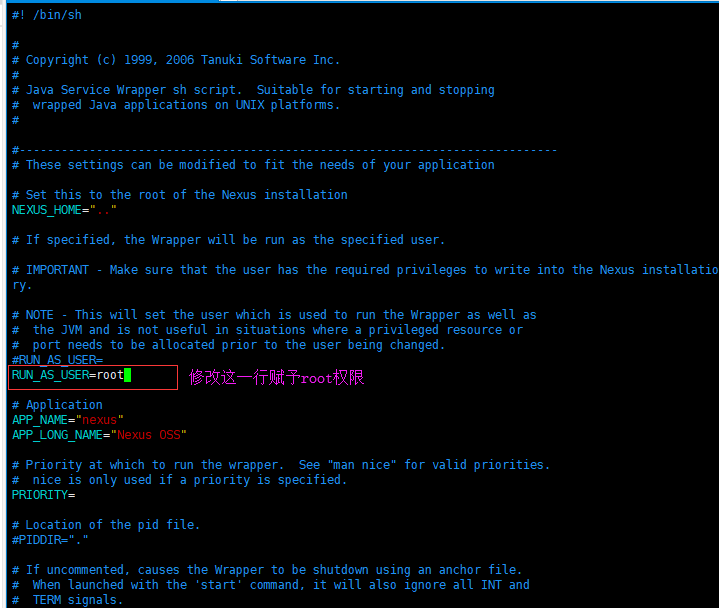 #! /bin/sh
#
# Copyright (c) 1999, 2006 Tanuki Software Inc.
#
# Java Service Wrapper sh script.  Suitable for starting and stopping
#  wrapped Java applications on UNIX platforms.
#
#-----------------------------------------------------------------------------
# These settings can be modified to fit the needs of your application
# Set this to the root of the Nexus installation
NEXUS_HOME=".."
# If specified, the Wrapper will be run as the specified user.
# IMPORTANT - Make sure that the user has the required privileges to write into the Nexus installatio
ry.
# NOTE - This will set the user which is used to run the Wrapper as well as
#  the JVM and is not useful in situations where a privileged resource or
#  port needs to be allocated prior to the user being changed.
#RUN_AS_USER=
RUN_AS_USER=root 修改这一行赋予root权限
# Application
APP_NAME="nexus"
APP_LONG_NAME="Nexus OSS"
# Priority at which to run the wrapper.  See "man nice" for valid priorities.
#  nice is only used if a priority is specified.
PRIORITY=
# Location of the pid file.
#PIDDIR="."
# If uncommented, causes the Wrapper to be shutdown using an anchor file.
#  When launched with the 'start' command, it will also ignore all INT and
#  TERM signals.